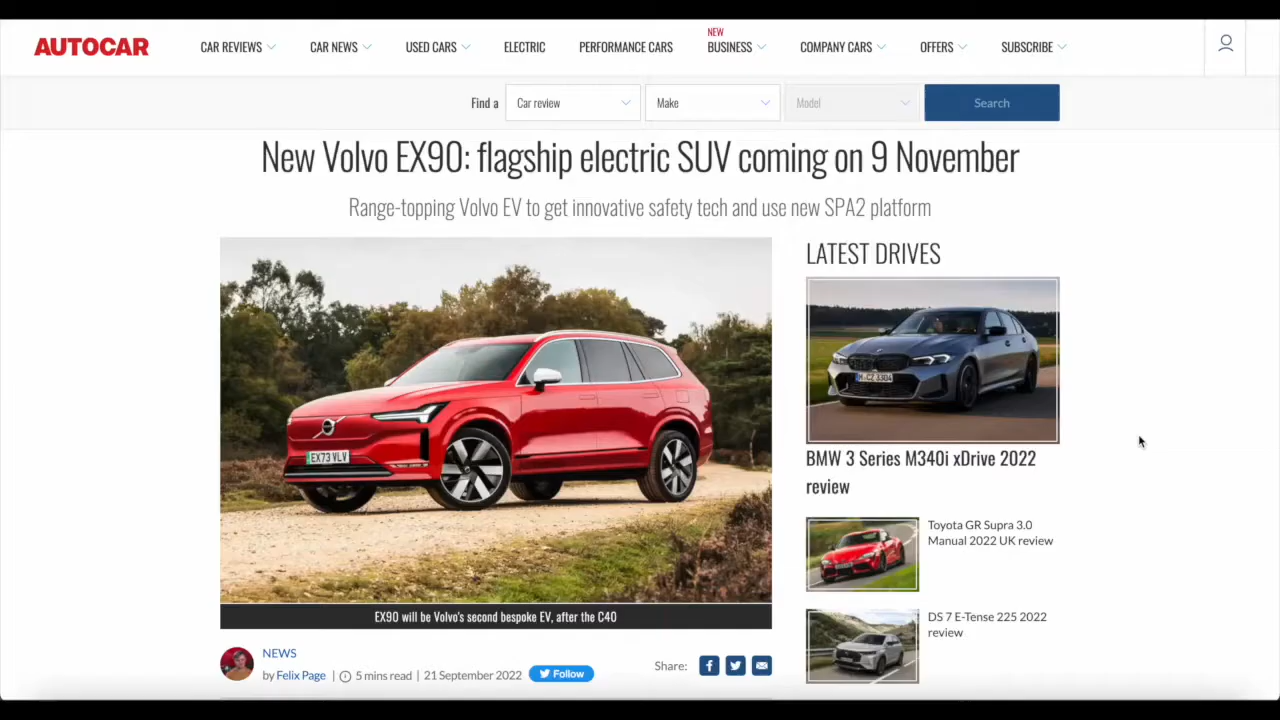 AUTOCAR
CAR REVIEWS
CAR NEWS
USED CARS
ELECTRIC
PERFORMANCE CARS
NEW
BUSINESS
COMPANY CARS
OFFERS
SUBSCRIBE
Find a
Car review
Make
Model
Search
New Volvo EX90: flagship electric SUV coming on 9 November
Range-topping Volvo EV to get innovative safety tech and use new SPA2 platform
EX73 VLV
EX90 will be Volvo's second bespoke EV, after the C40
NEWS
by Felix Page | 5 mins read | 21 September 2022
Follow
Share:
LATEST DRIVES
M·CZ 3304
BMW 3 Series M340i xDrive 2022
review
Toyota GR Supra 3.0
Manual 2022 UK review
DS 7 E-Tense 225 2022
review